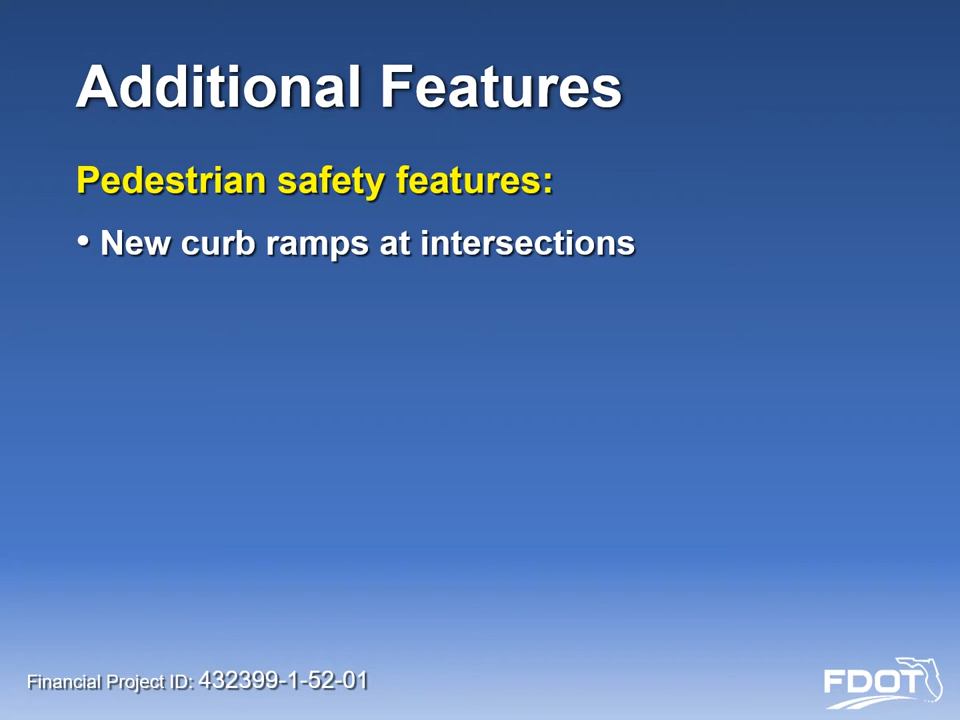 Additional Features
Pedestrian safety features:
• New curb ramps at intersections
Financial Project ID: 432399-1-52-01
FDOT